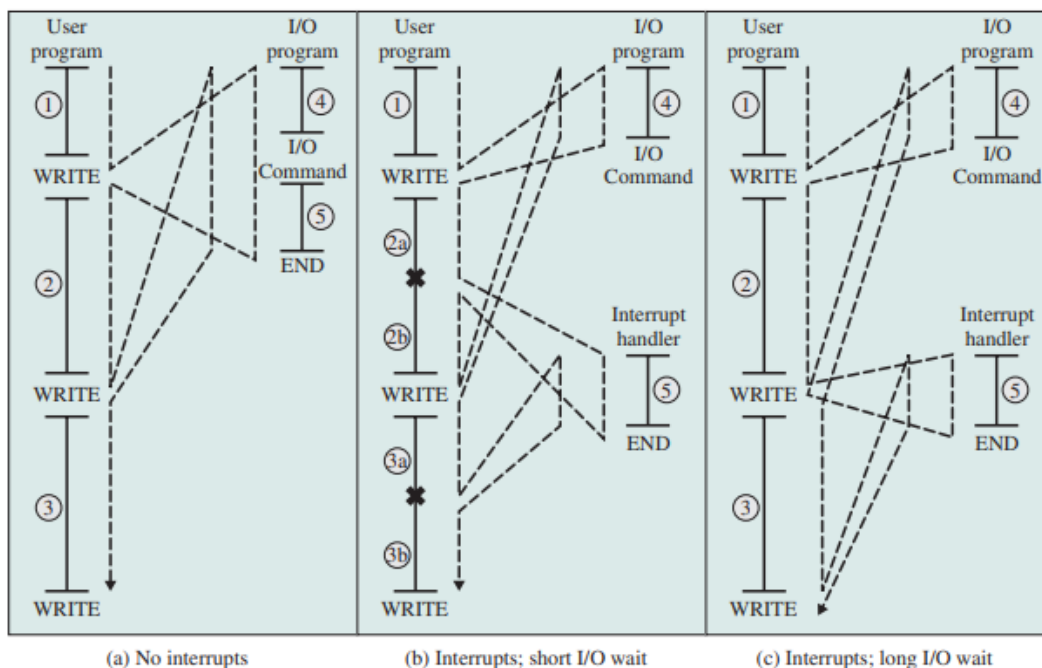 User
program
I/O
program
1
4
I/O
Command
WRITE
5
END
2
WRITE
3
WRITE
(a) No interrupts
User
program
I/O
program
1
4
I/O
Command
WRITE
2a
2b
Interrupt
handler
5
END
WRITE
3a
3b
WRITE
(b) Interrupts; short I/O wait
User
program
I/O
program
1
4
I/O
Command
WRITE
2
Interrupt
handler
5
END
WRITE
3
WRITE
(c) Interrupts; long I/O wait